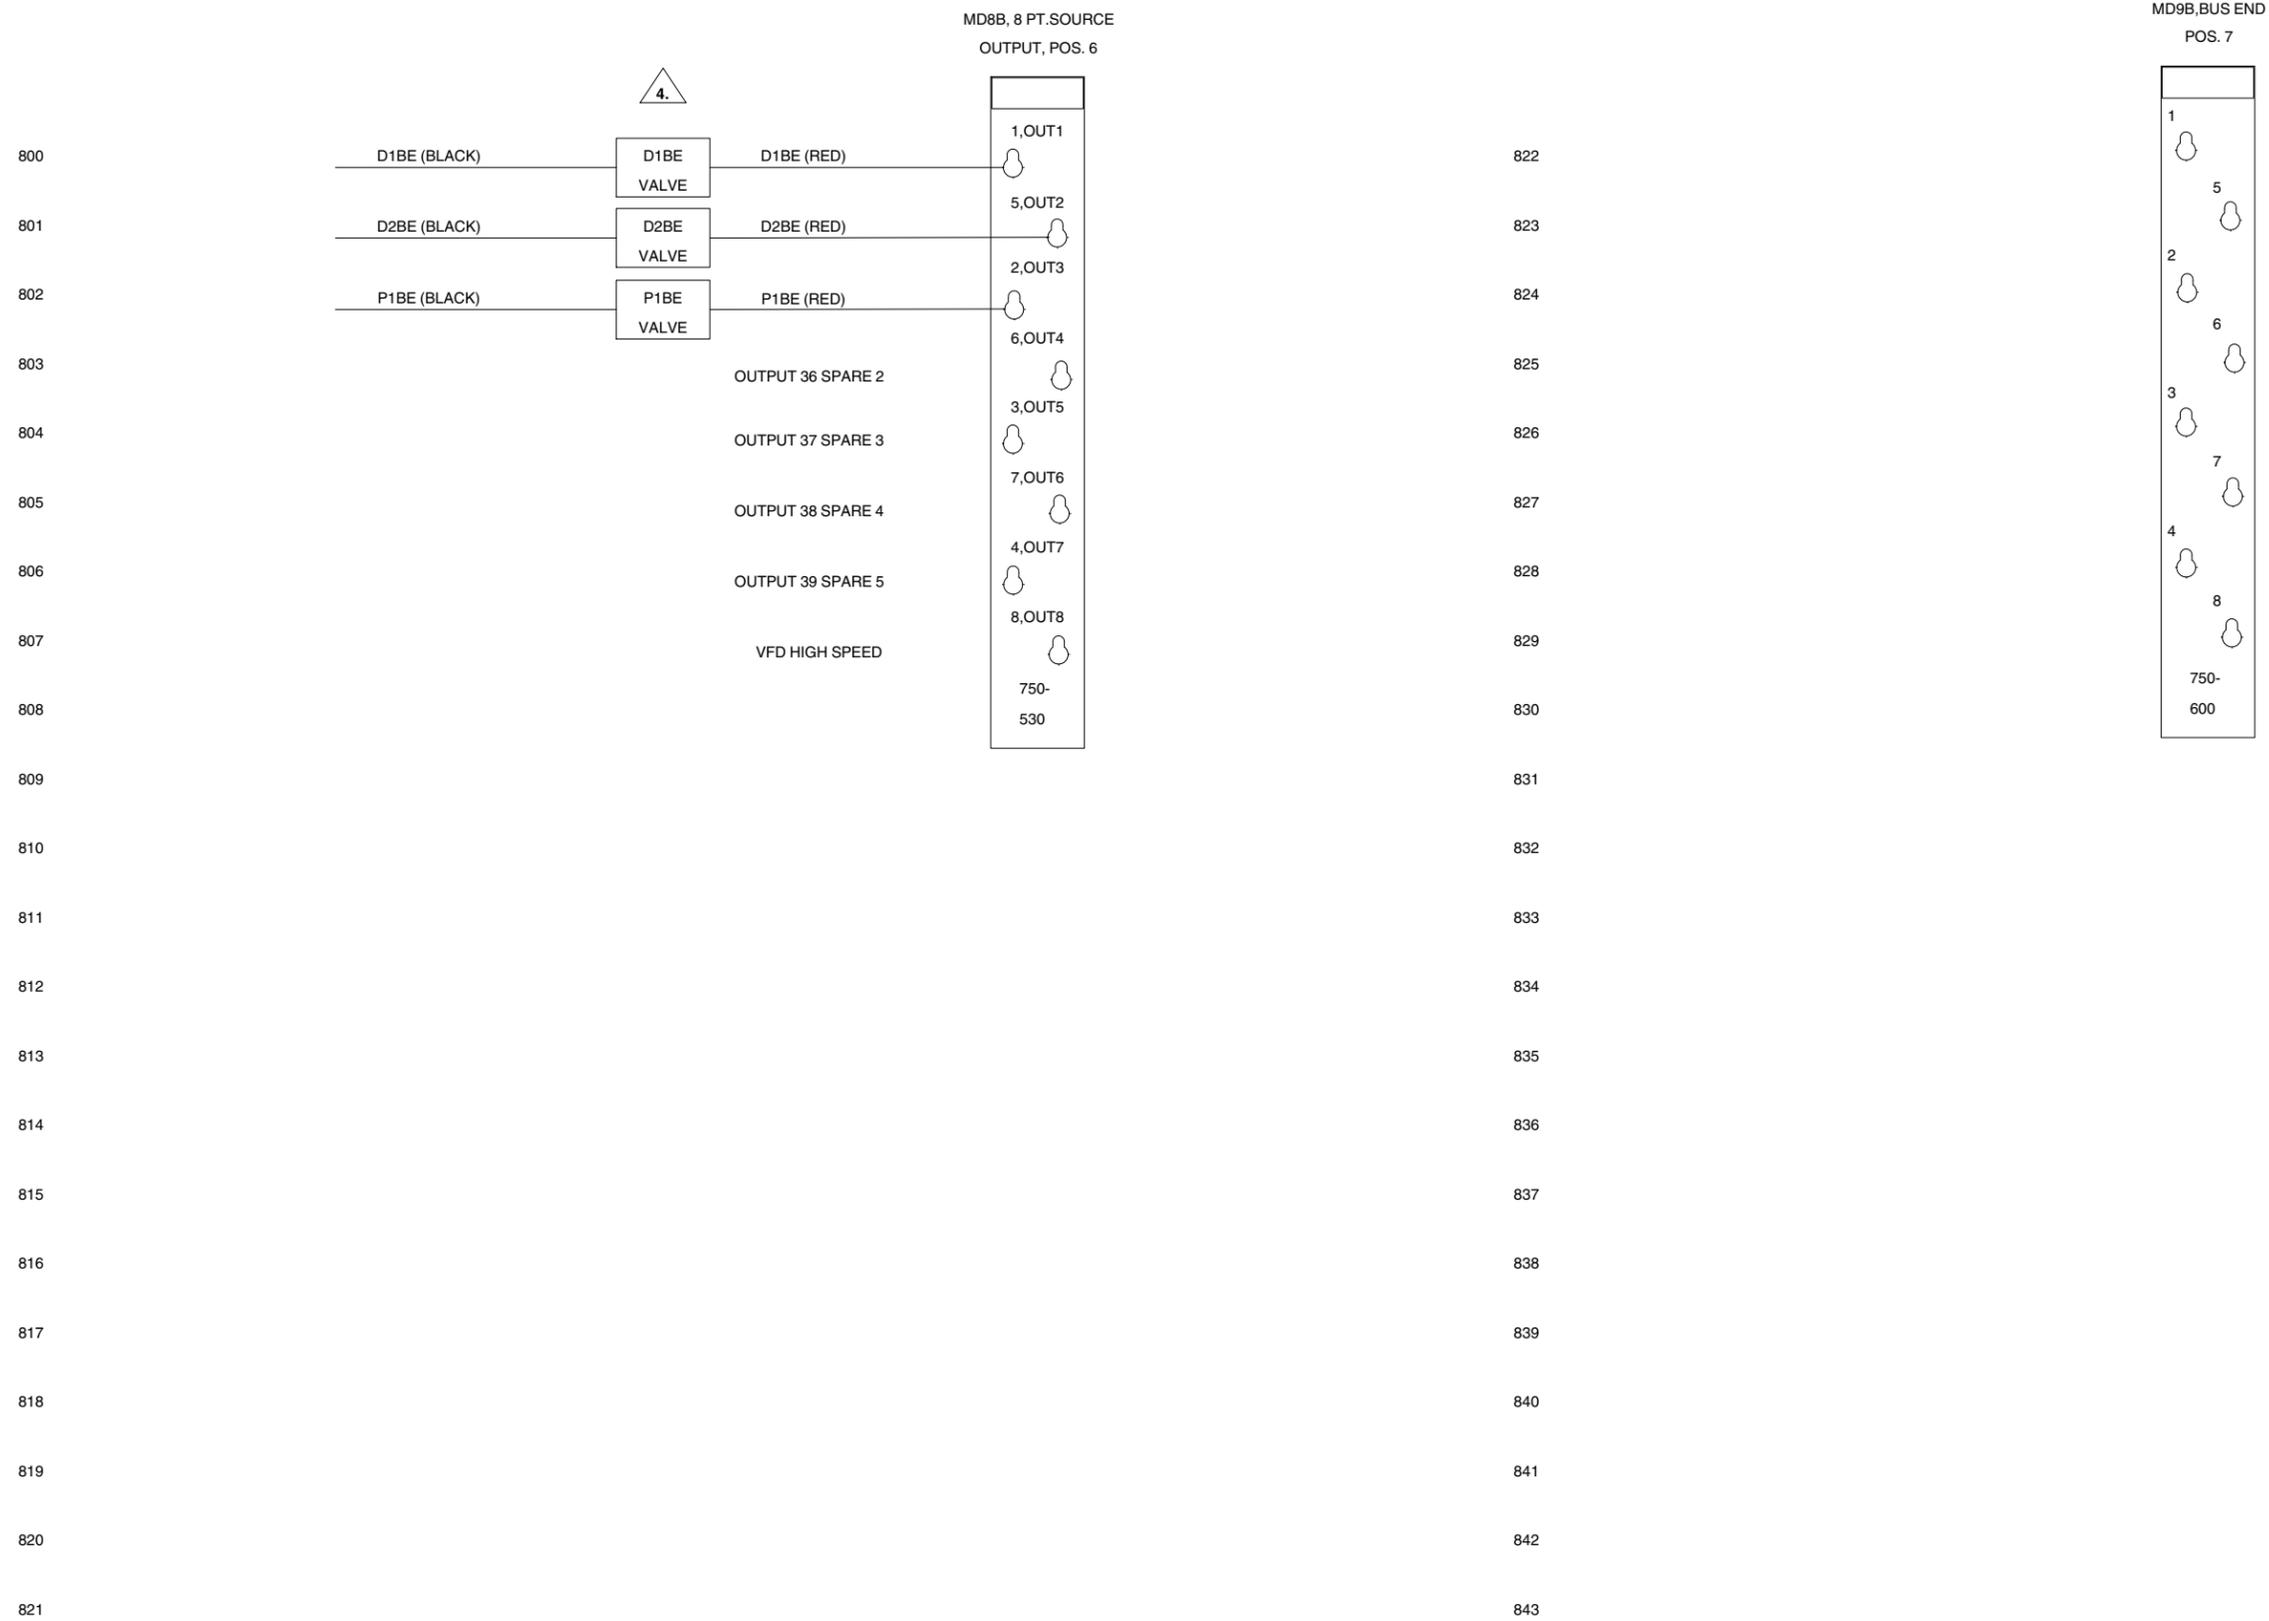 MD8B, 8 PT.SOURCE
OUTPUT, POS. 6
4.
800
D1BE (BLACK)
D1BE
VALVE
D1BE (RED)
1,OUT1
801
D2BE (BLACK)
D2BE
VALVE
D2BE (RED)
5,OUT2
802
P1BE (BLACK)
P1BE
VALVE
P1BE (RED)
2,OUT3
803
OUTPUT 36 SPARE 2
6,OUT4
804
OUTPUT 37 SPARE 3
3,OUT5
805
OUTPUT 38 SPARE 4
7,OUT6
806
OUTPUT 39 SPARE 5
4,OUT7
807
VFD HIGH SPEED
8,OUT8
808
750-
530
809
810
811
812
813
814
815
816
817
818
819
820
821
MD9B,BUS END
POS. 7
822
1
823
5
824
2
825
6
826
3
827
7
828
4
829
8
830
750-
600
831
832
833
834
835
836
837
838
839
840
841
842
843